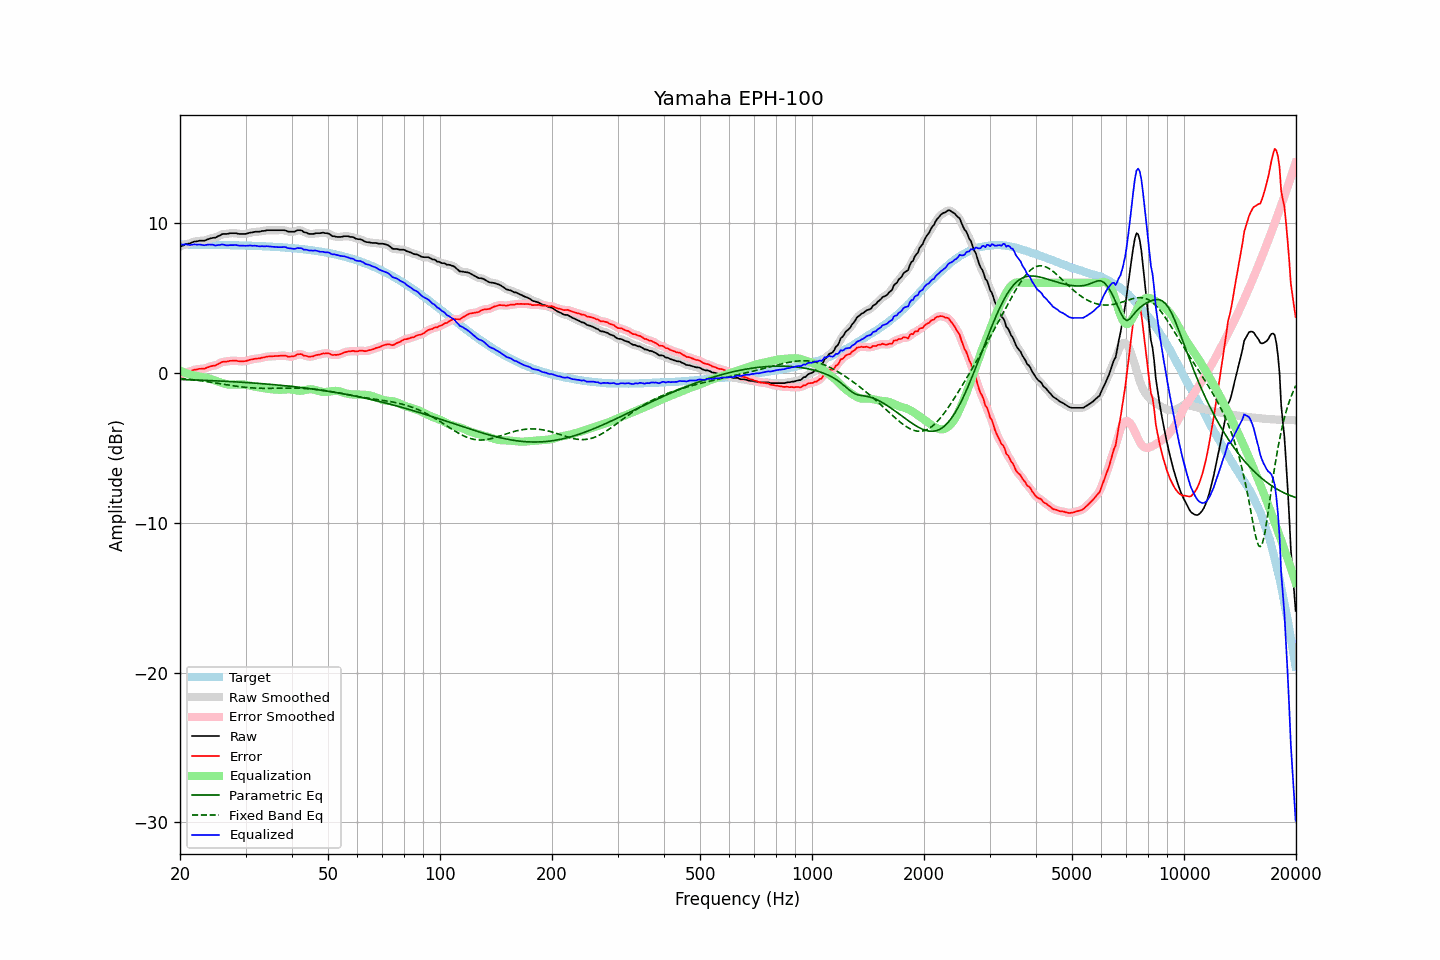 Yamaha EPH-100
Amplitude (dBr)
10
0
−10
−20
−30
Target
Raw Smoothed
Error Smoothed
Raw
Error
Equalization
Parametric Eq
Fixed Band Eq
Equalized
20 50 100 200 500 1000 2000 5000 10000 20000
Frequency (Hz)